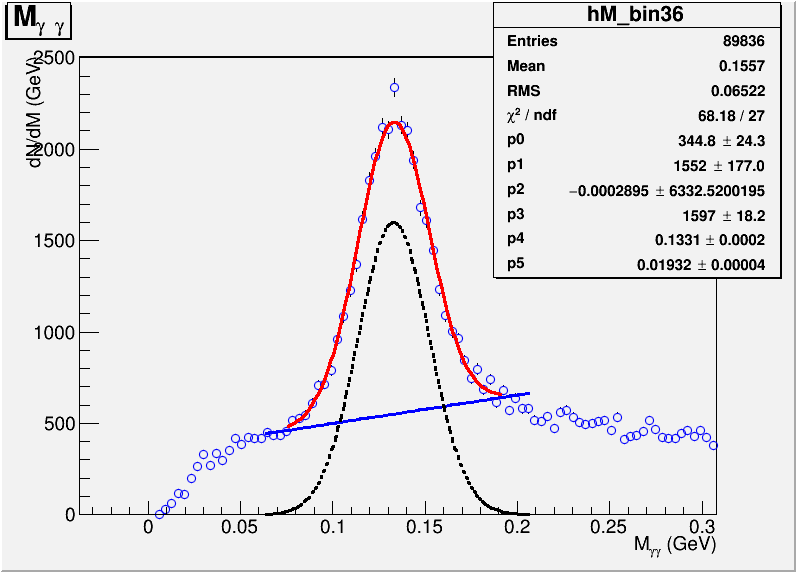 M γ γ
hM_bin36
Entries 89836
Mean 0.1557
RMS 0.06522
χ² / ndf 68.18 / 27
p0 344.8 ± 24.3
p1 1552 ± 177.0
p2 −0.0002895 ± 6332.5200195
p3 1597 ± 18.2
p4 0.1331 ± 0.0002
p5 0.01932 ± 0.00004
dN/dM (GeV)
2500
2000
1500
1000
500
0
0 0.05 0.1 0.15 0.2 0.25 0.3
M γγ (GeV)